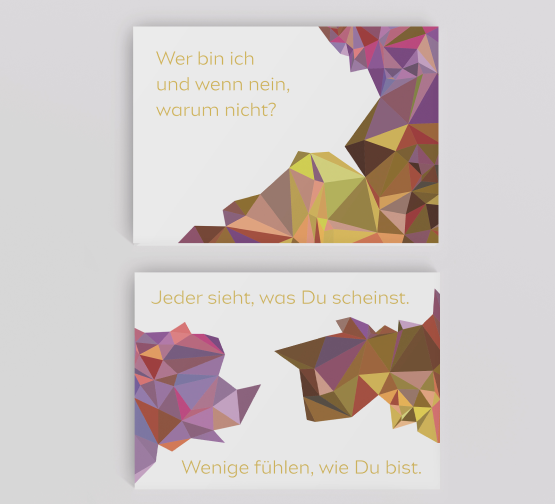 Wer bin ich
und wenn nein,
warum nicht?
Jeder sieht, was Du scheinst.
Wenige fühlen, wie Du bist.